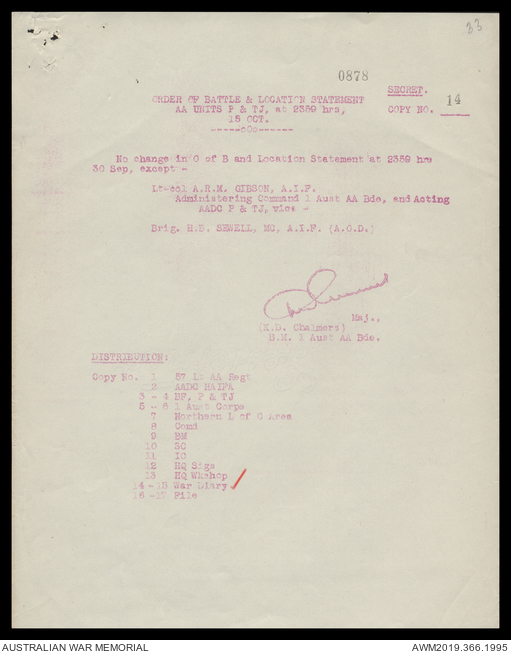 33
0878
SECRET.
ORDER OF BATTLE & LOCATION STATEMENT
AA UNITS P & TJ, at 2359 hrs,
COPY NO. 14
15 OCT.
-----oOo------
No change in O of B and Location Statement at 2359 hrs
30 Sep, except -
Lt-col A.R.M. GIBSON, A.I.F.
Administering Command 1 Aust AA Bde, and Acting
AADC P & TJ, vice -
Brig. H.B. SEWELL, MC, A.I.F. (A.O.D.)
Maj.,
Chalmers)
B.M. 1 Aust AA Bde.
DISTRIBUTION:
Copy No. 1 57 Lt AA Regt
2 AADC HAIFA
3 - 4 BF, P & TJ
5 - 6 1 Aust Corps
7 Northern L of C Area
8 Comd
9 BM
10 SC
11 IO
12 HQ Sigs
13 HQ Wkshop
14 -15 War Diary
16 -17 File
AUSTRALIAN WAR MEMORIAL
AWM2019.366.1995